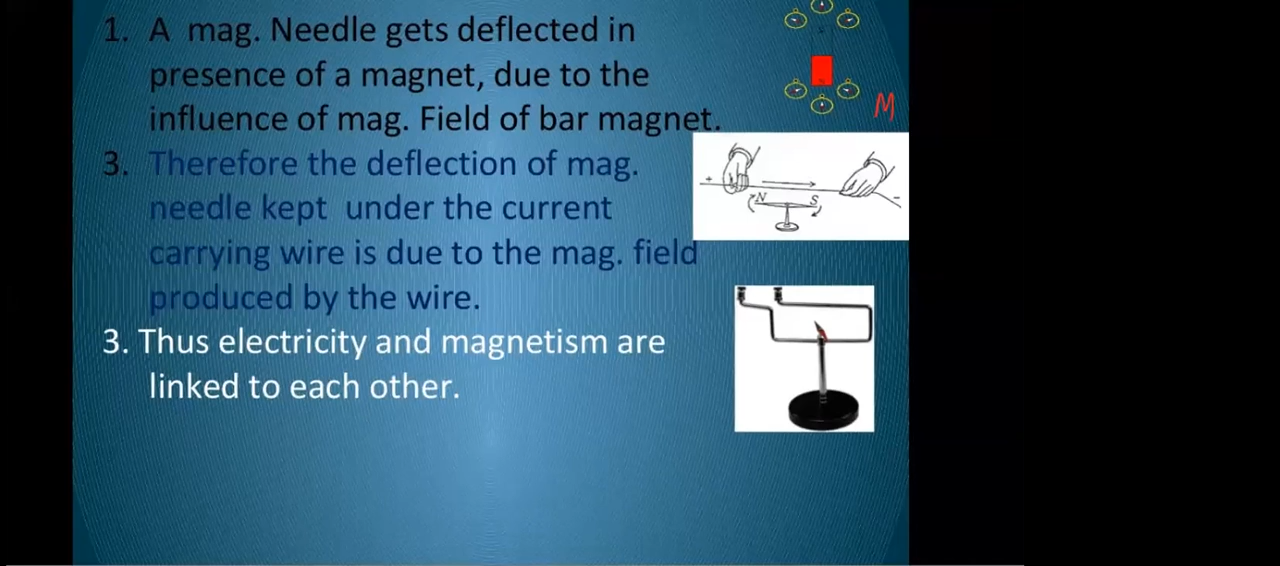 1. A mag. Needle gets deflected in
presence of a magnet, due to the
influence of mag. Field of bar magnet.
M
3. Therefore the deflection of mag.
needle kept under the current
carrying wire is due to the mag. field
produced by the wire.
+ -
N S
3. Thus electricity and magnetism are
linked to each other.